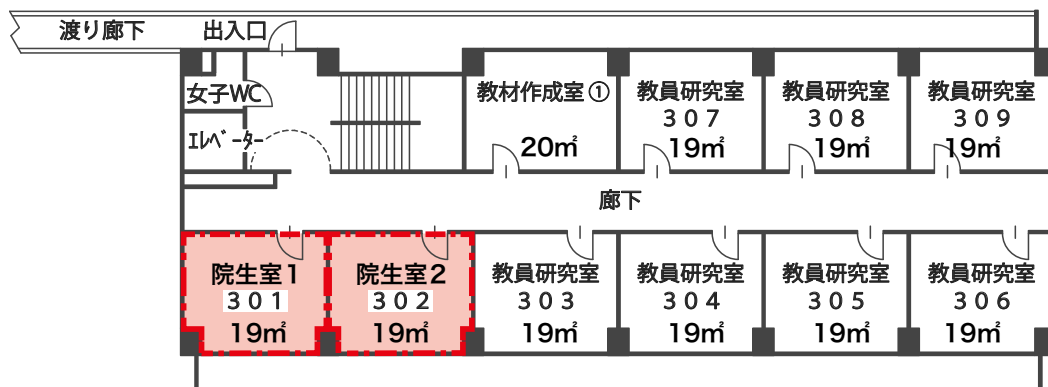 渡り廊下
出入口
女子WC
エレベーター
教材作成室①
20㎡
教員研究室
307
19㎡
教員研究室
308
19㎡
教員研究室
309
19㎡
廊下
院生室1
301
19㎡
院生室2
302
19㎡
教員研究室
303
19㎡
教員研究室
304
19㎡
教員研究室
305
19㎡
教員研究室
306
19㎡